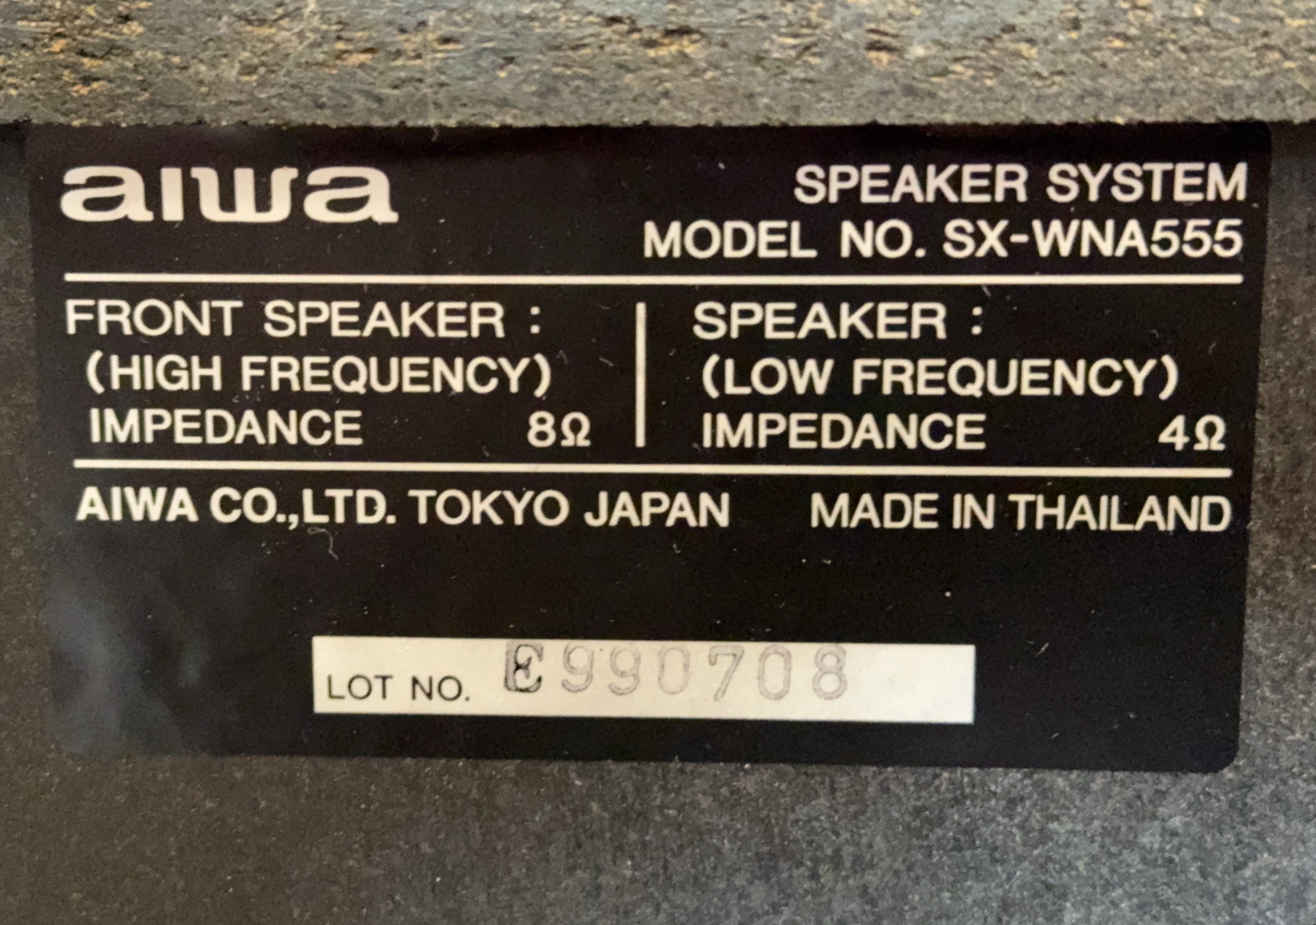 aiwa
SPEAKER SYSTEM
MODEL NO. SX-WNA555
FRONT SPEAKER :
(HIGH FREQUENCY)
IMPEDANCE 8Ω
SPEAKER :
(LOW FREQUENCY)
IMPEDANCE 4Ω
AIWA CO.,LTD. TOKYO JAPAN MADE IN THAILAND
LOT NO. E990708